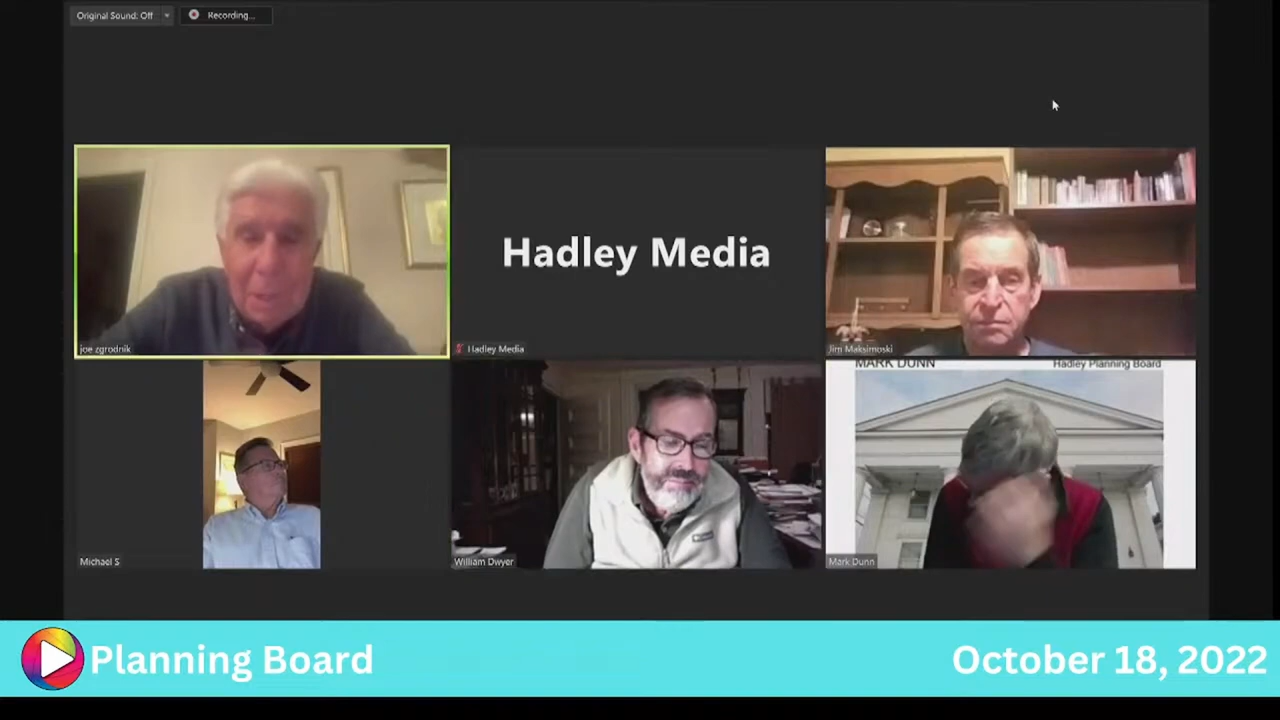 Original Sound: Off
Recording...
Hadley Media
joe zgrodnik
Hadley Media
Jim Maksimoski
MARK DUNN
Hadley Planning Board
Michael S
William Dwyer
Mark Dunn
Planning Board
October 18, 2022